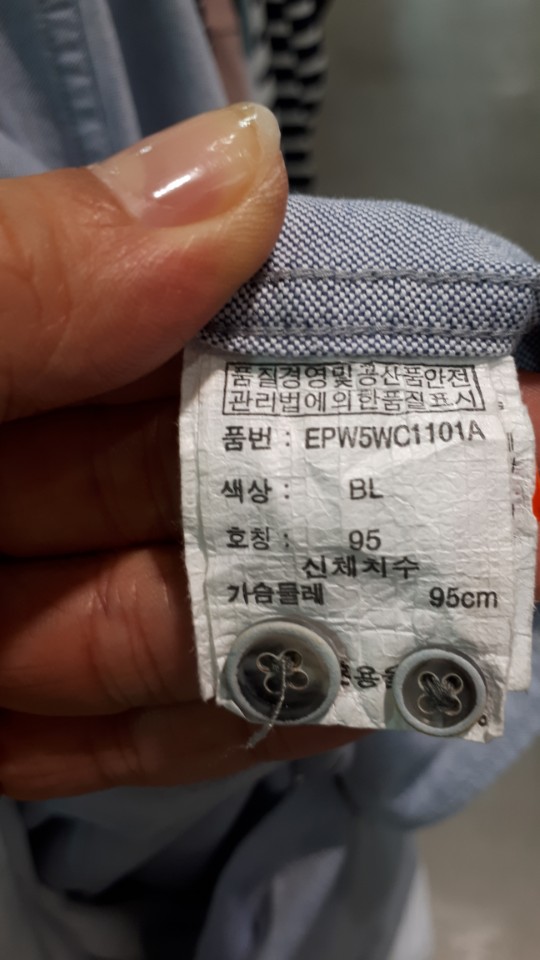 품질경영및공산품안전
관리법에의한품질표시
품번 : EPW5WC1101A
색상 : BL
호칭 : 95
신체치수
가슴둘레 95cm
용